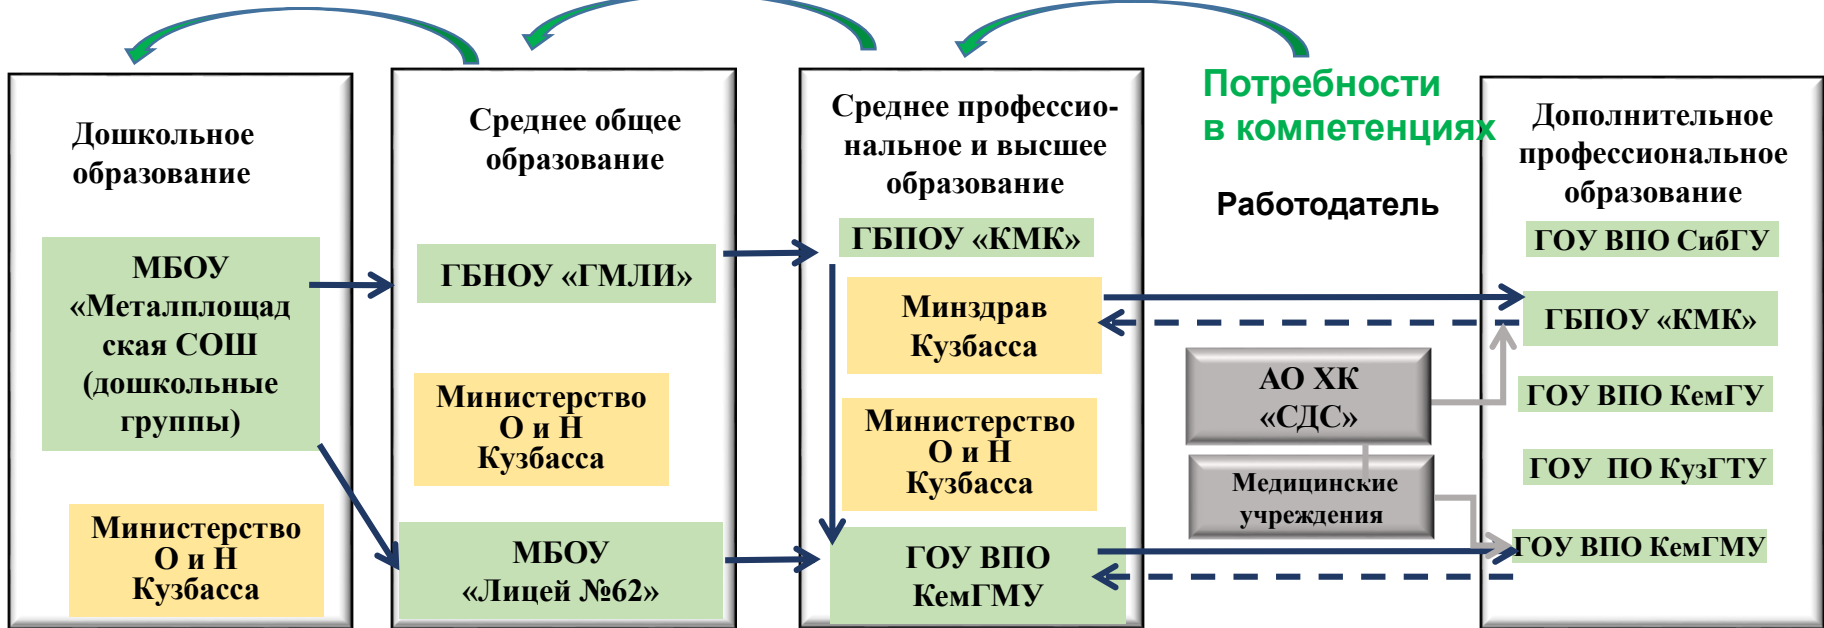 Дошкольное
образование
МБОУ
«Металплощад
ская СОШ
(дошкольные
группы)
Министерство
О и Н
Кузбасса
Среднее общее
образование
ГБНОУ «ГМЛИ»
Министерство
О и Н
Кузбасса
МБОУ
«Лицей №62»
Среднее профессио-
нальное и высшее
образование
ГБПОУ «КМК»
Минздрав
Кузбасса
Министерство
О и Н
Кузбасса
ГОУ ВПО
КемГМУ
Потребности
в компетенциях
Работодатель
АО ХК
«СДС»
Медицинские
учреждения
Дополнительное
профессиональное
образование
ГОУ ВПО СибГУ
ГБПОУ «КМК»
ГОУ ВПО КемГУ
ГОУ ПО КузГТУ
ГОУ ВПО КемГМУ